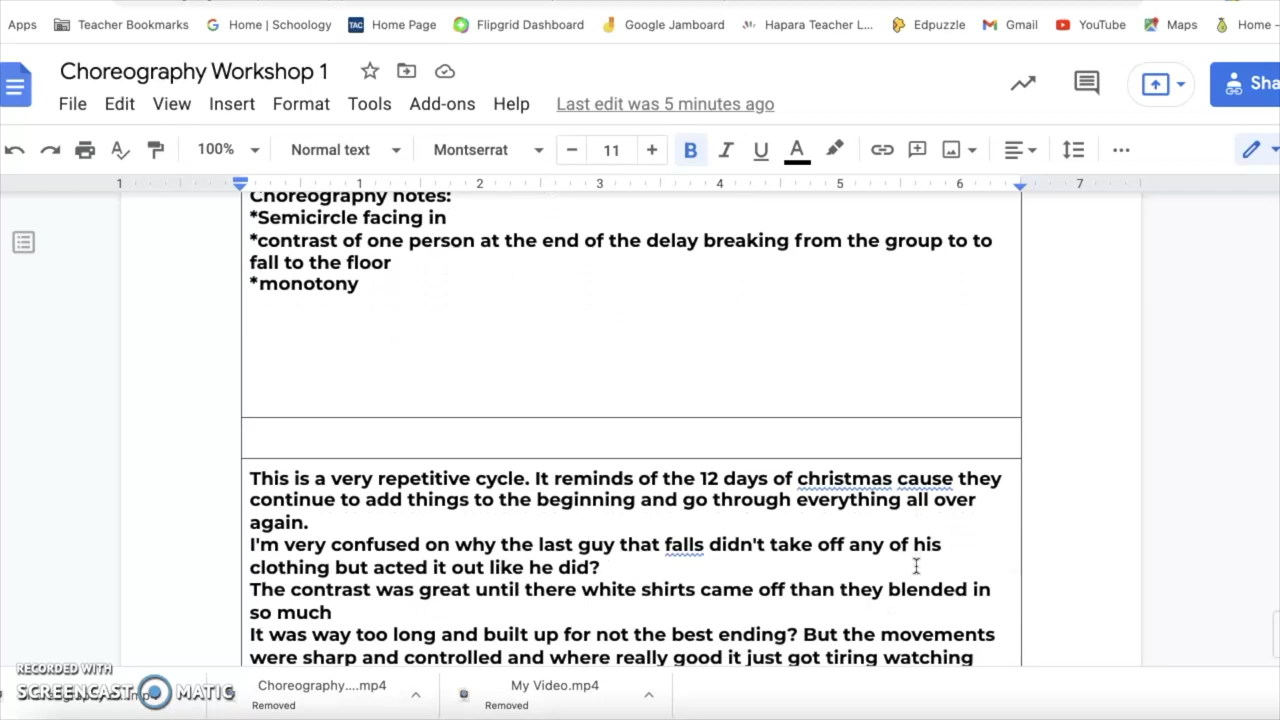 Apps Teacher Bookmarks Home | Schoology Home Page Flipgrid Dashboard Google Jamboard Hapara Teacher L... Edpuzzle Gmail YouTube Maps Home -
Choreography Workshop 1
File Edit View Insert Format Tools Add-ons Help Last edit was 5 minutes ago
Sha
100% Normal text Montserrat 11
1 1 2 3 4 5 6 7
Choreography notes:
*Semicircle facing in
*contrast of one person at the end of the delay breaking from the group to to
fall to the floor
*monotony
This is a very repetitive cycle. It reminds of the 12 days of christmas cause they
continue to add things to the beginning and go through everything all over
again.
I'm very confused on why the last guy that falls didn't take off any of his
clothing but acted it out like he did?
The contrast was great until there white shirts came off than they blended in
so much
It was way too long and built up for not the best ending? But the movements
were sharp and controlled and where really good it just got tiring watching
RECORDED WITH
SCREENCAST MATIC
Choreography....mp4
Removed
My Video.mp4
Removed